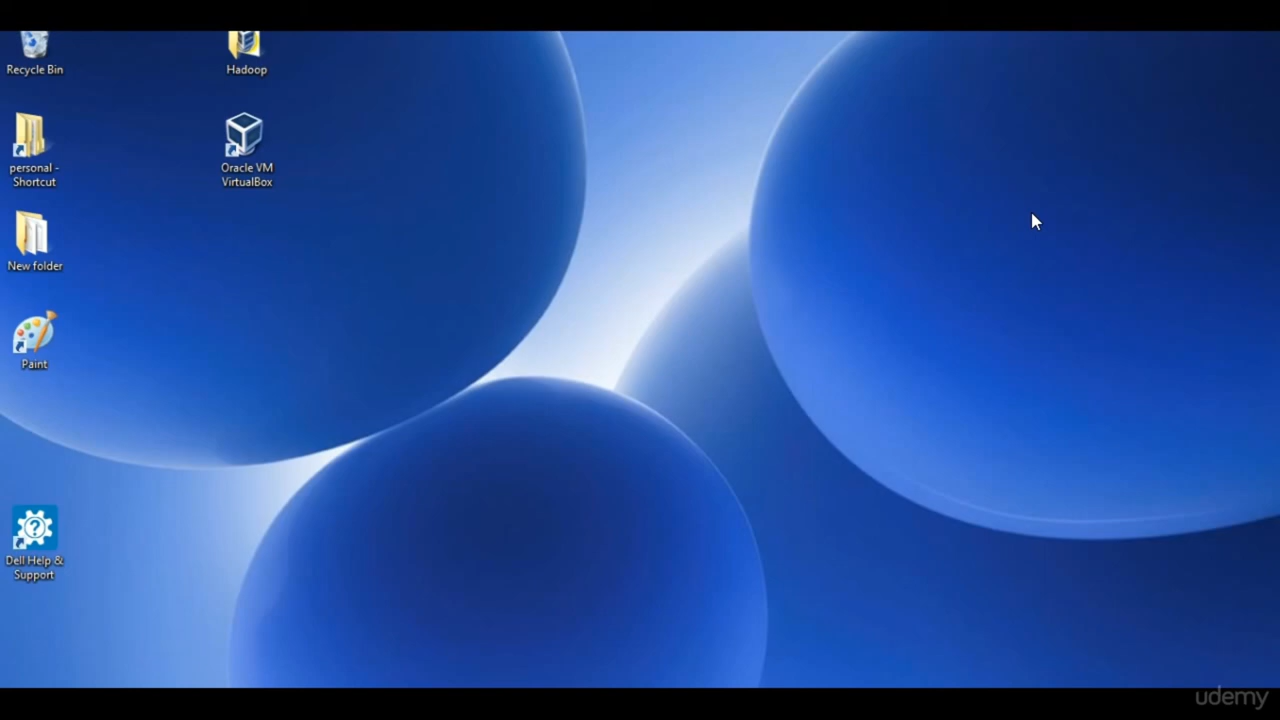 Recycle Bin
Hadoop
personal -
Shortcut
Oracle VM
VirtualBox
New folder
Paint
Dell Help &
Support
udemy